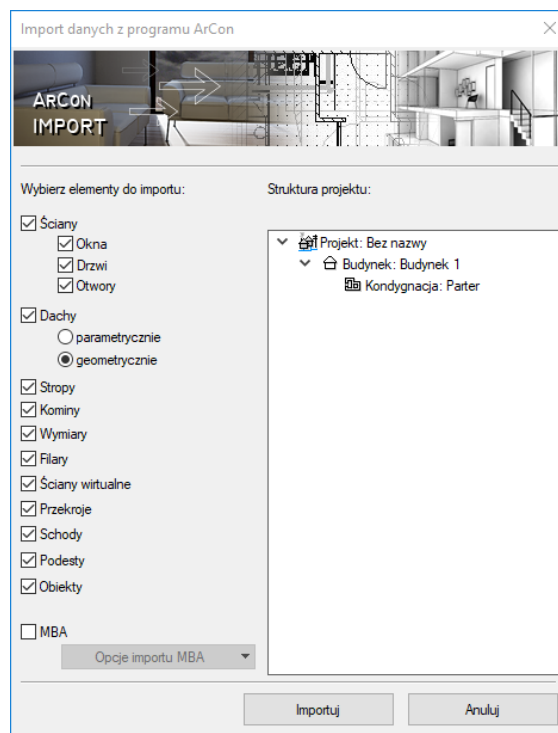 Import danych z programu ArCon
ARCON
IMPORT
Wybierz elementy do importu:
Ściany
Okna
Drzwi
Otwory
Dachy
parametrycznie
geometrycznie
Stropy
Kominy
Wymiary
Filary
Ściany wirtualne
Przekroje
Schody
Podesty
Obiekty
MBA
Opcje importu MBA
Struktura projektu:
Projekt: Bez nazwy
Budynek: Budynek 1
Kondygnacja: Parter
Importuj
Anuluj